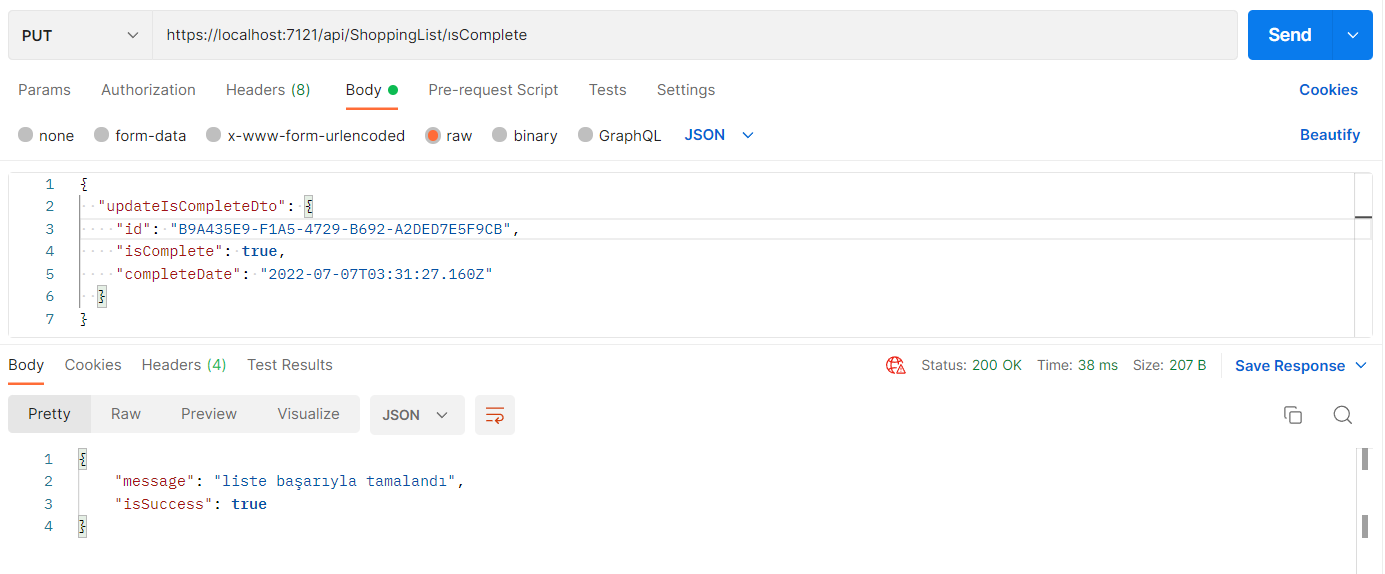 PUT https://localhost:7121/api/ShoppingList/ısComplete Send
Params Authorization Headers (8) Body Pre-request Script Tests Settings Cookies
none form-data x-www-form-urlencoded raw binary GraphQL JSON Beautify
1 {
2 "updateIsCompleteDto": {
3 "id": "B9A435E9-F1A5-4729-B692-A2DED7E5F9CB",
4 "isComplete": true,
5 "completeDate": "2022-07-07T03:31:27.160Z"
6 }
7 }
Body Cookies Headers (4) Test Results Status: 200 OK Time: 38 ms Size: 207 B Save Response
Pretty Raw Preview Visualize JSON
1 {
2 "message": "liste başarıyla tamalandı",
3 "isSuccess": true
4 }